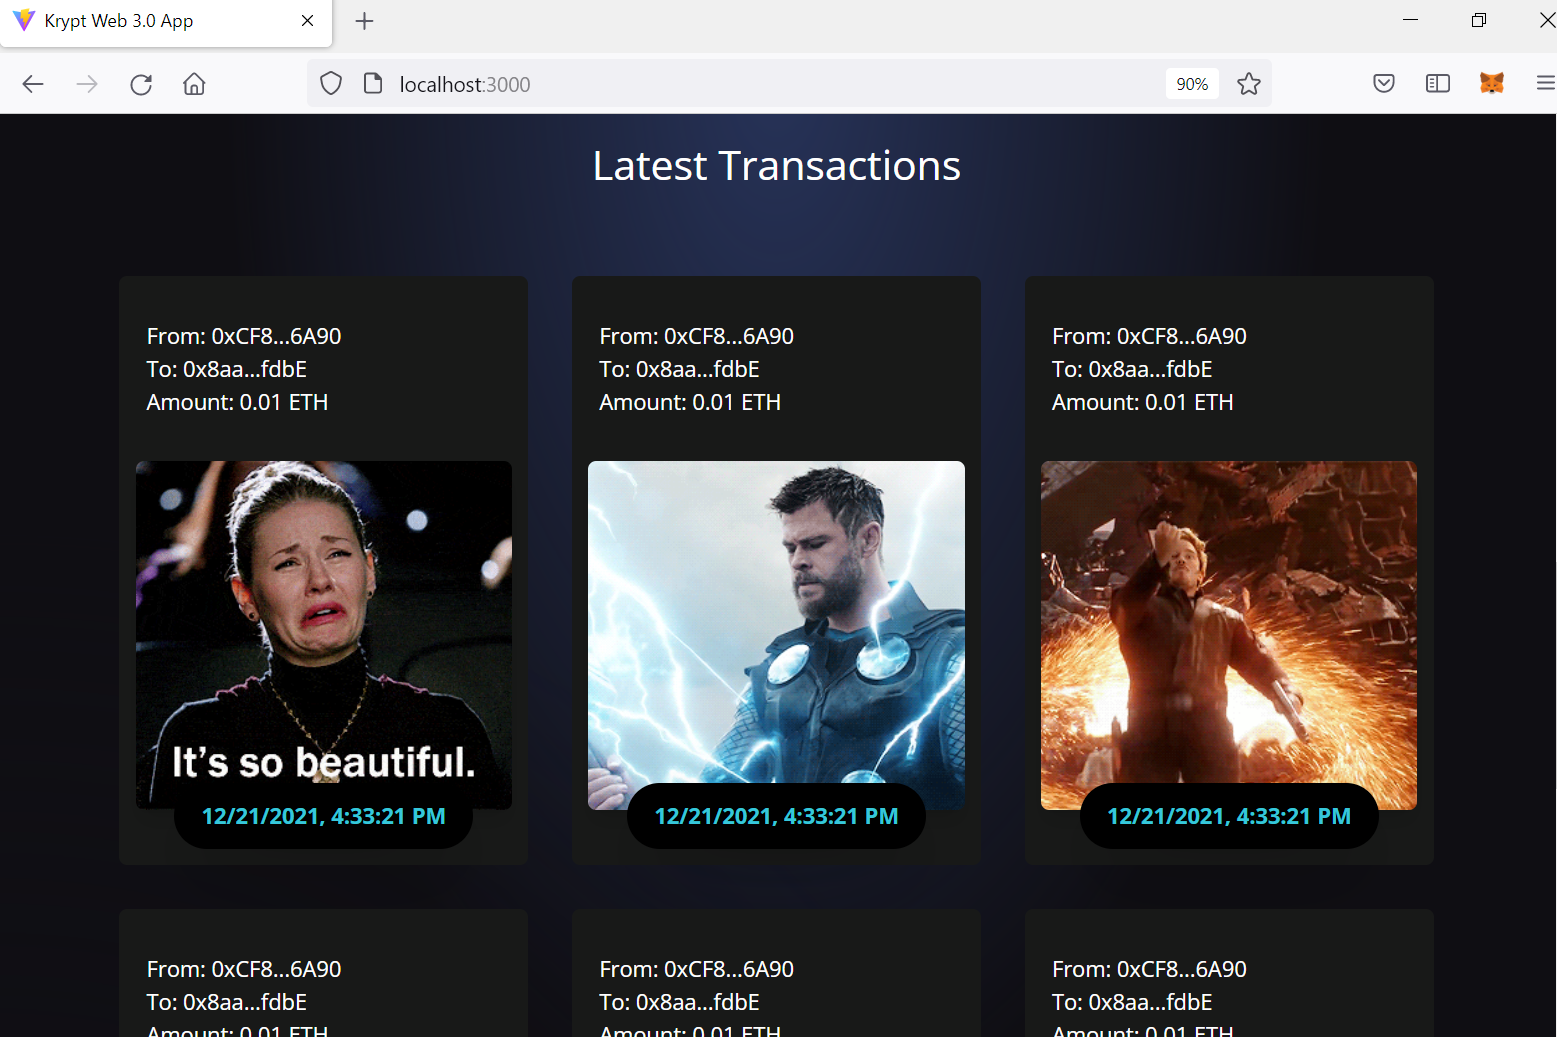 Krypt Web 3.0 App
localhost:3000
90%
Latest Transactions
From: 0xCF8...6A90
To: 0x8aa...fdbE
Amount: 0.01 ETH
It's so beautiful.
12/21/2021, 4:33:21 PM
From: 0xCF8...6A90
To: 0x8aa...fdbE
Amount: 0.01 ETH
12/21/2021, 4:33:21 PM
From: 0xCF8...6A90
To: 0x8aa...fdbE
Amount: 0.01 ETH
12/21/2021, 4:33:21 PM
From: 0xCF8...6A90
To: 0x8aa...fdbE
Amount: 0.01 ETH
From: 0xCF8...6A90
To: 0x8aa...fdbE
Amount: 0.01 ETH
From: 0xCF8...6A90
To: 0x8aa...fdbE
Amount: 0.01 ETH